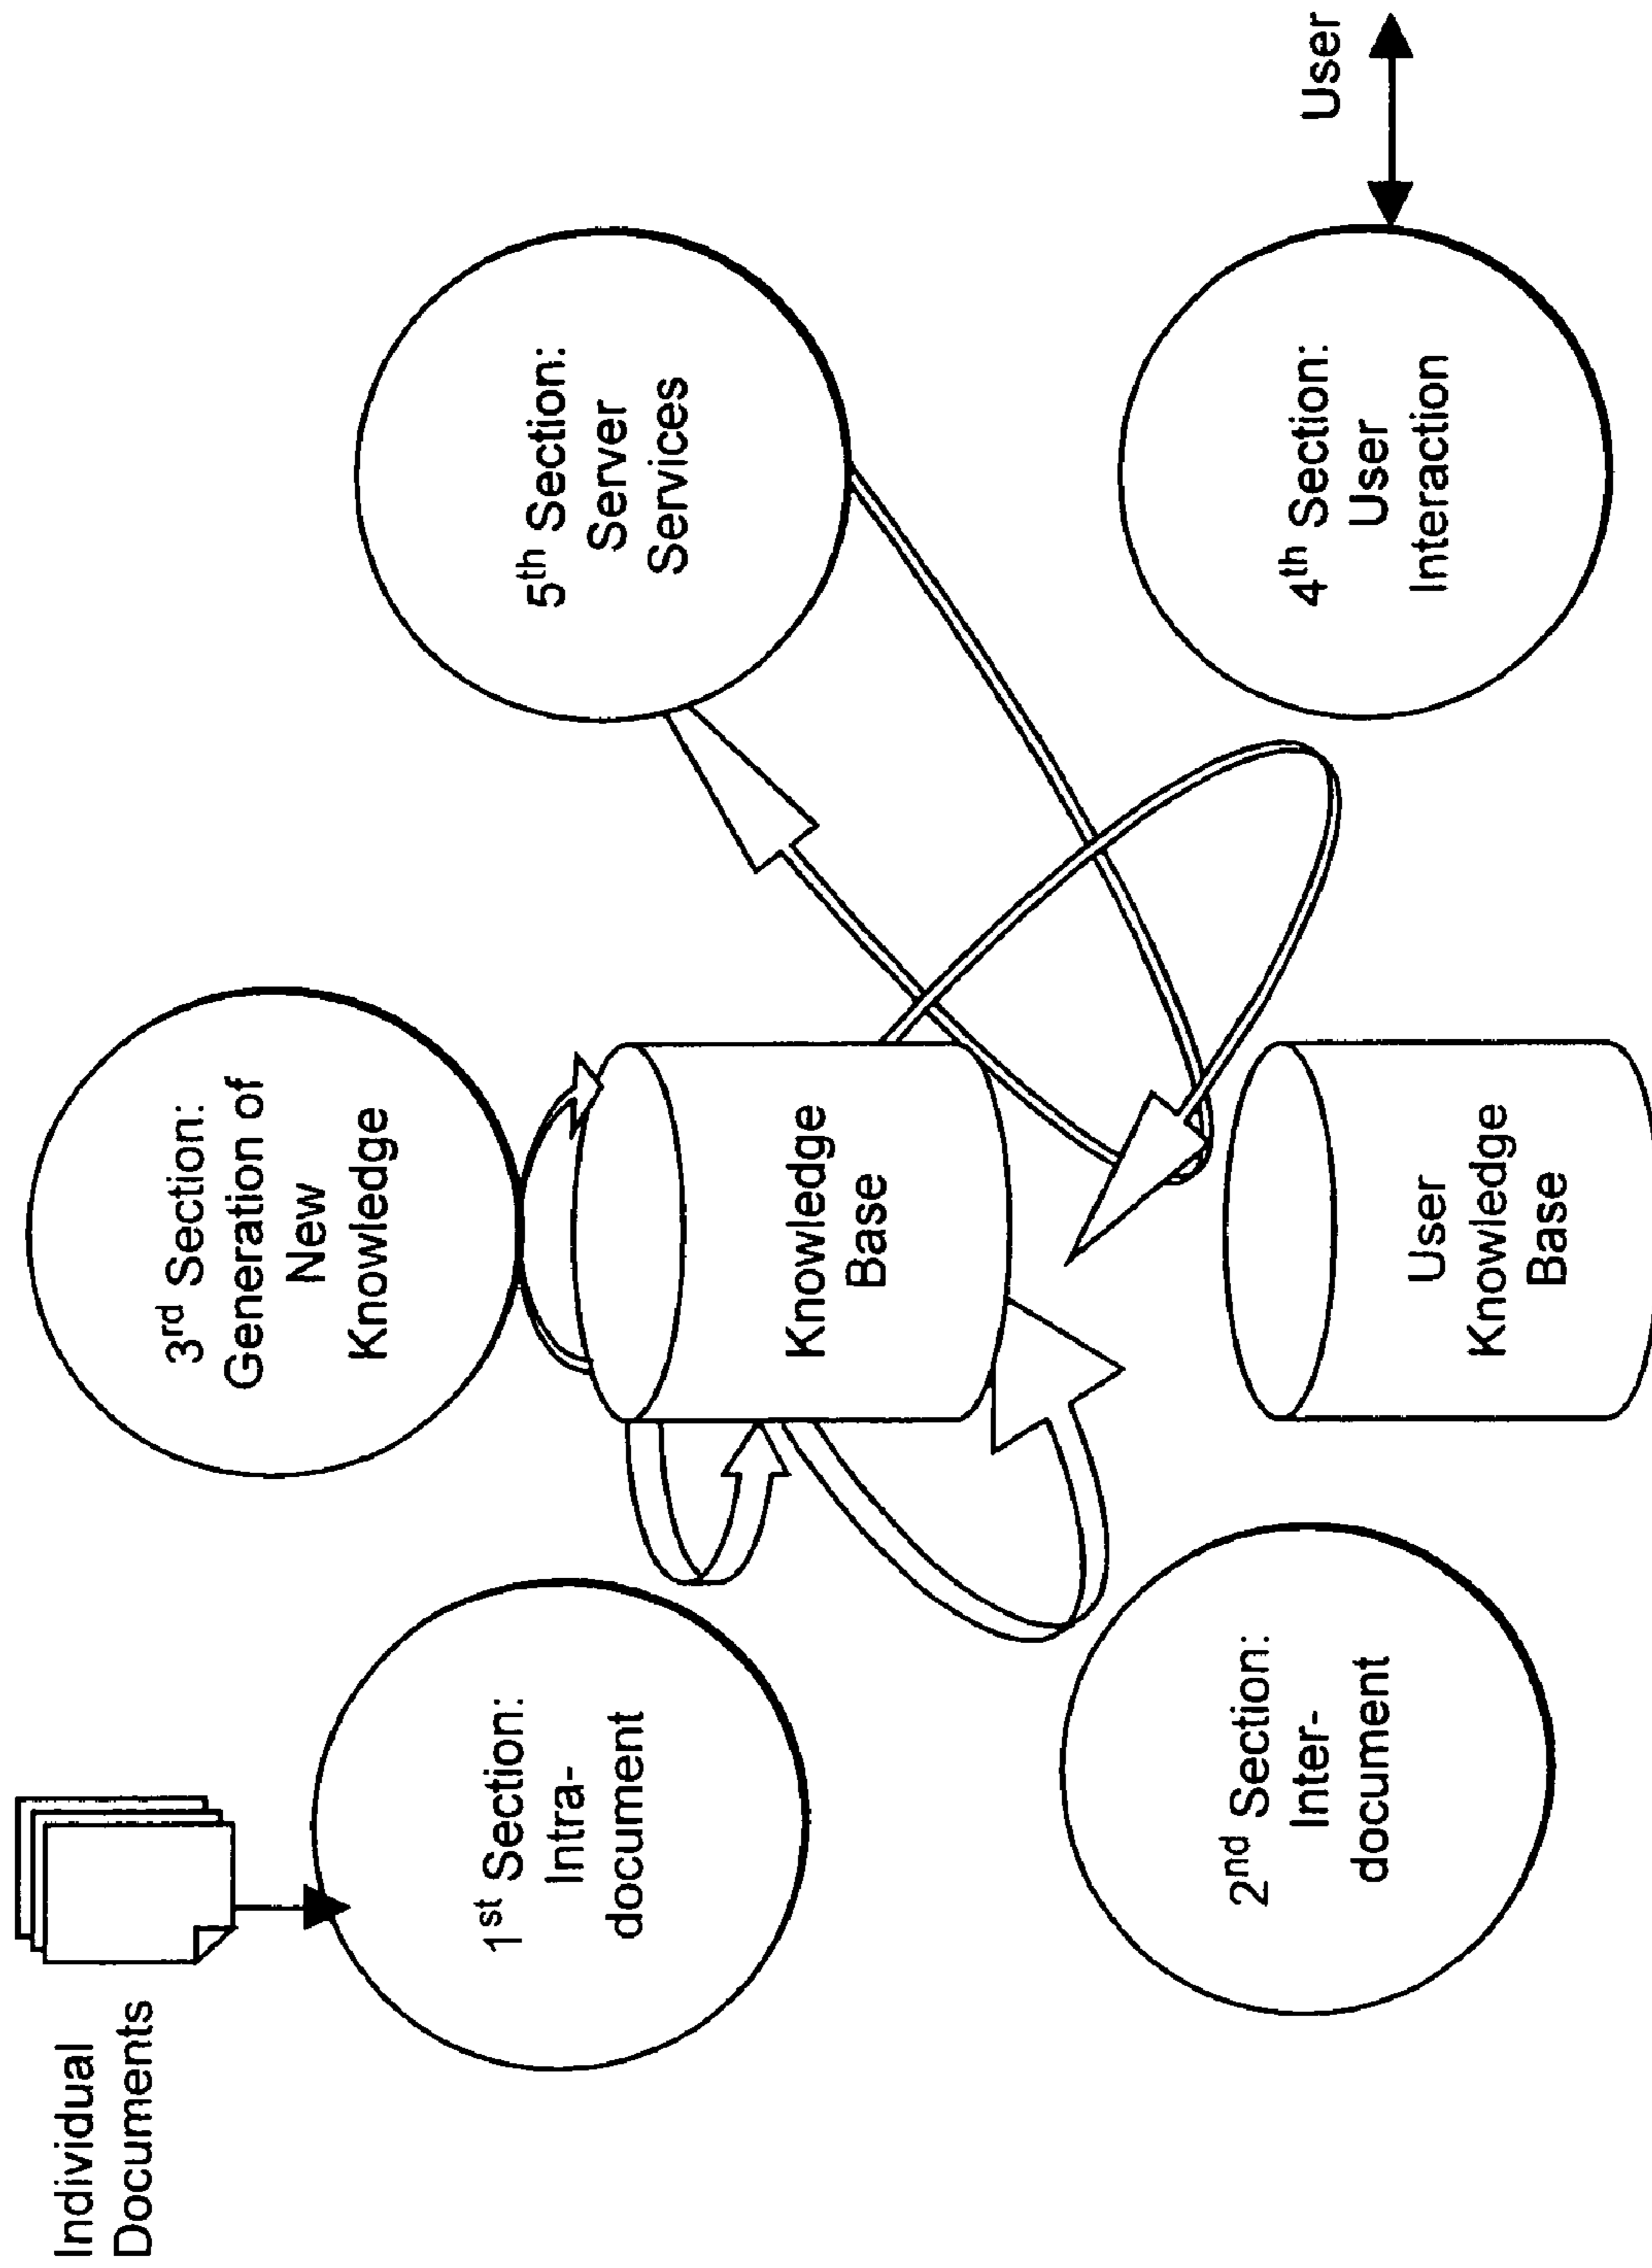 Individual
Documents
1st Section:
Intra-
document
2nd Section:
Inter-
document
3rd Section:
Generation of
New
Knowledge
Knowledge
Base
User
Knowledge
Base
5th Section:
Server
Services
4th Section:
User
Interaction
User